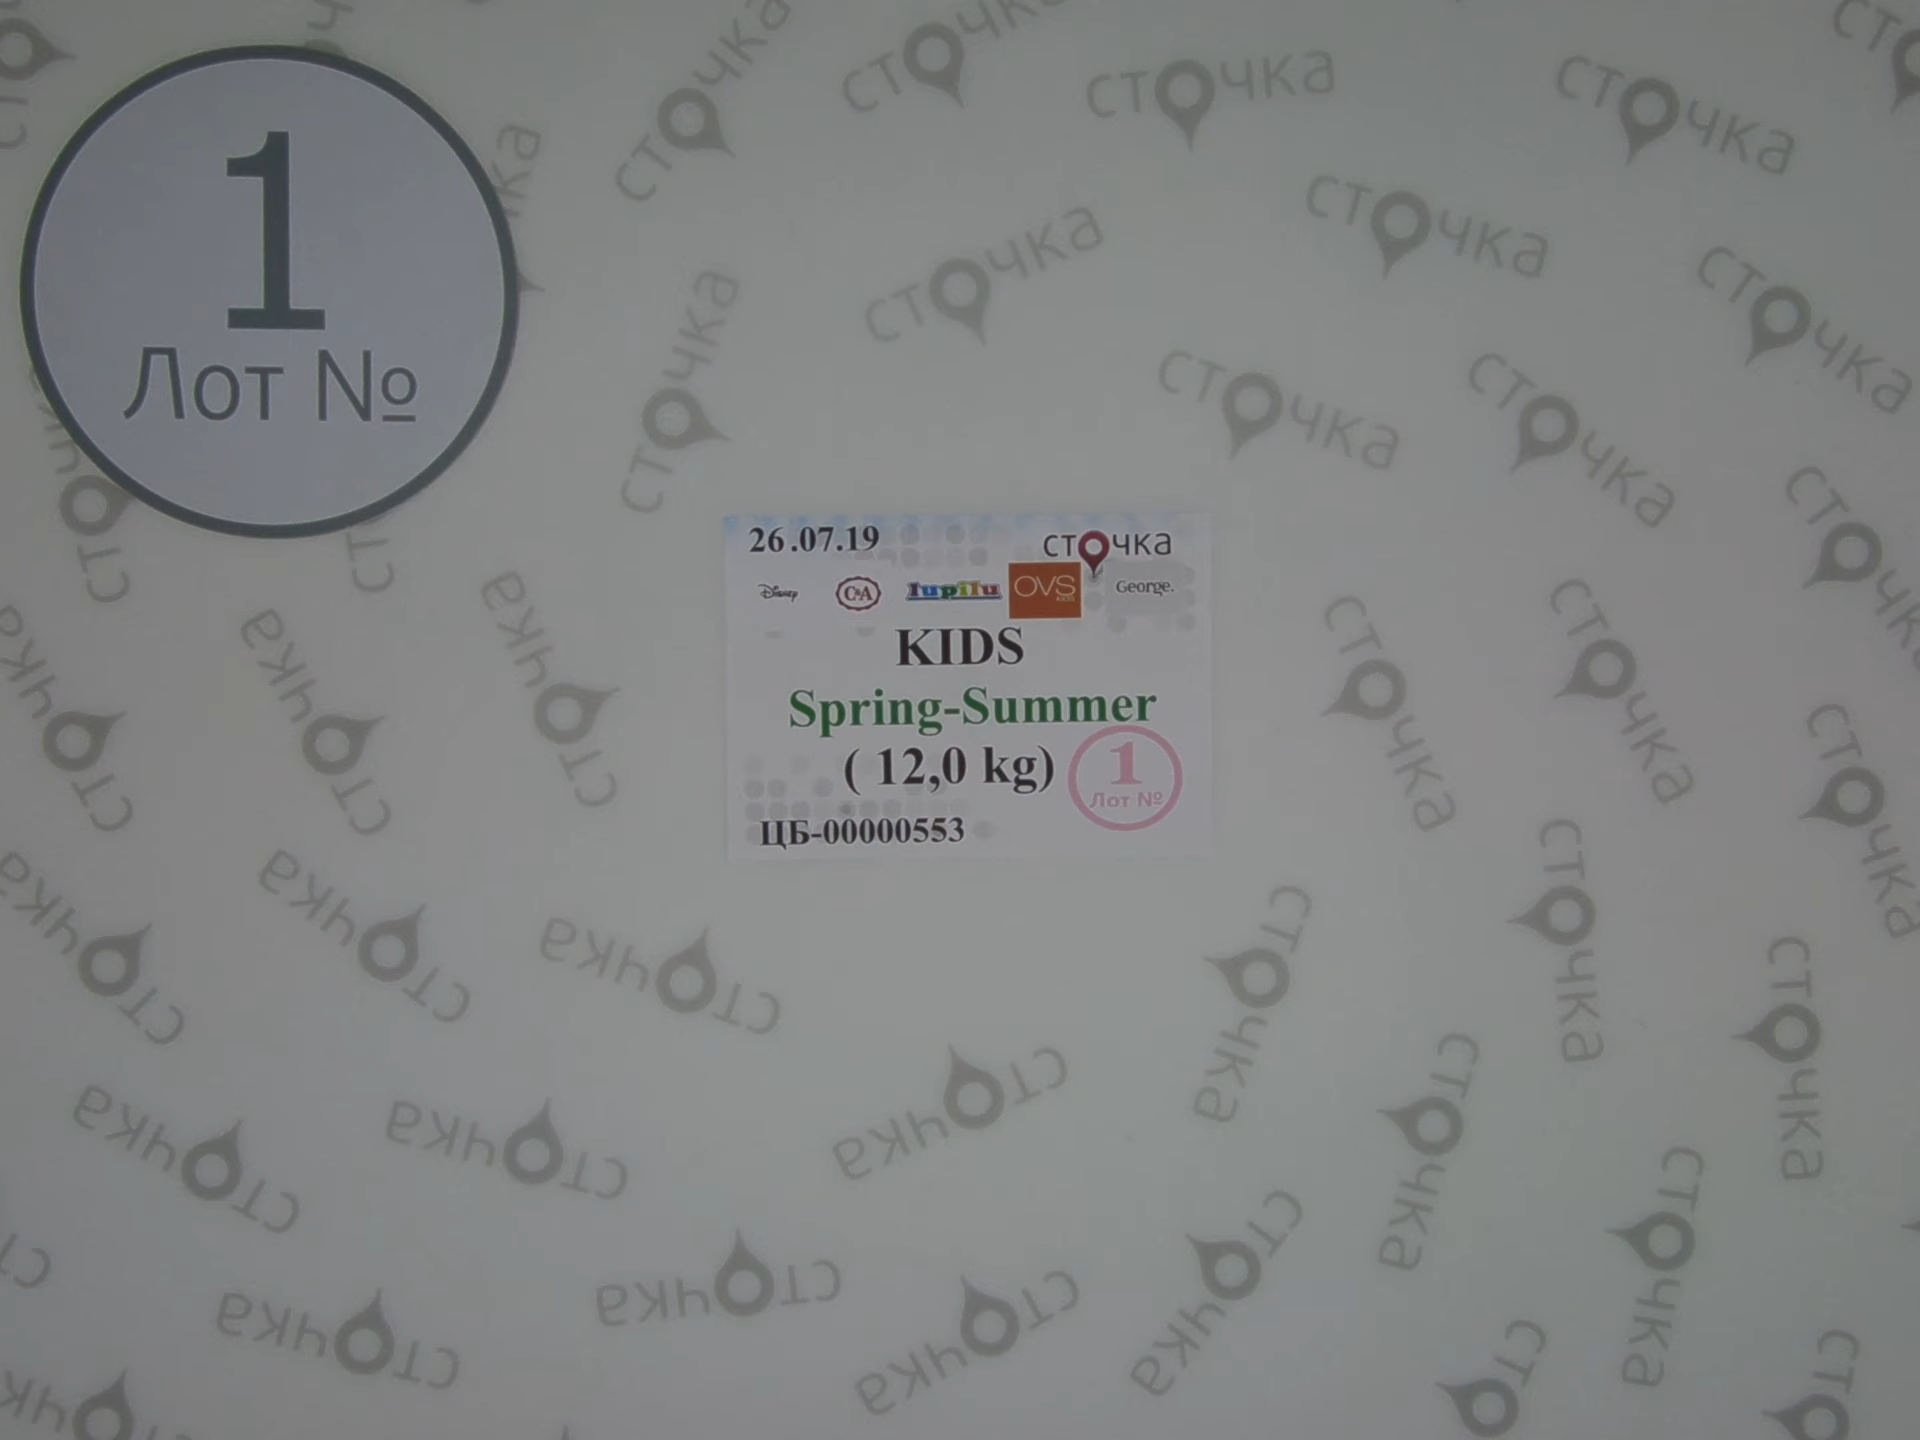 1
Лот №
26.07.19
сточка
Disney C&A lupilu OVS KIDS George.
KIDS
Spring-Summer
( 12,0 kg)
1
Лот №
ЦБ-00000553